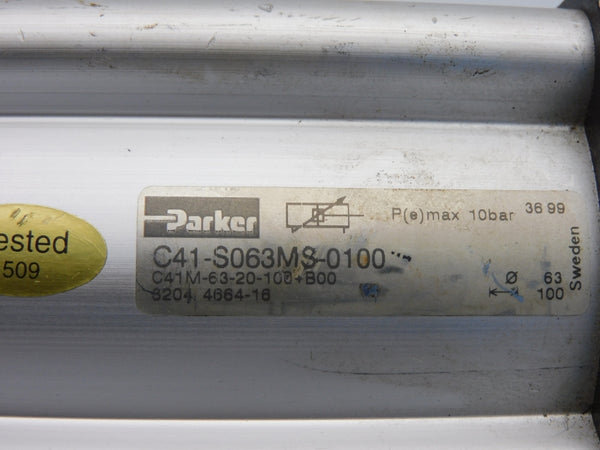 ested
509
Parker
P(e)max 10bar 36 99
C41-S063MS-0100
C41M-63-20-100+B00
3204, 4664-16
Ø 63
100
Sweden